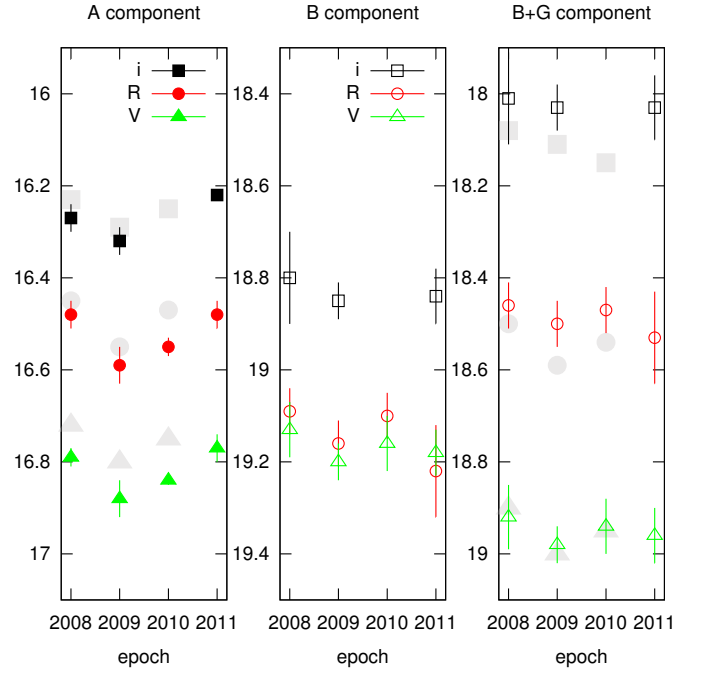 A component
B component
B+G component
i
R
V
i
R
V
16
16.2
16.4
16.6
16.8
17
18.4
18.6
18.8
19
19.2
19.4
18
18.2
18.4
18.6
18.8
19
2008 2009 2010 2011
2008 2009 2010 2011
2008 2009 2010 2011
epoch
epoch
epoch